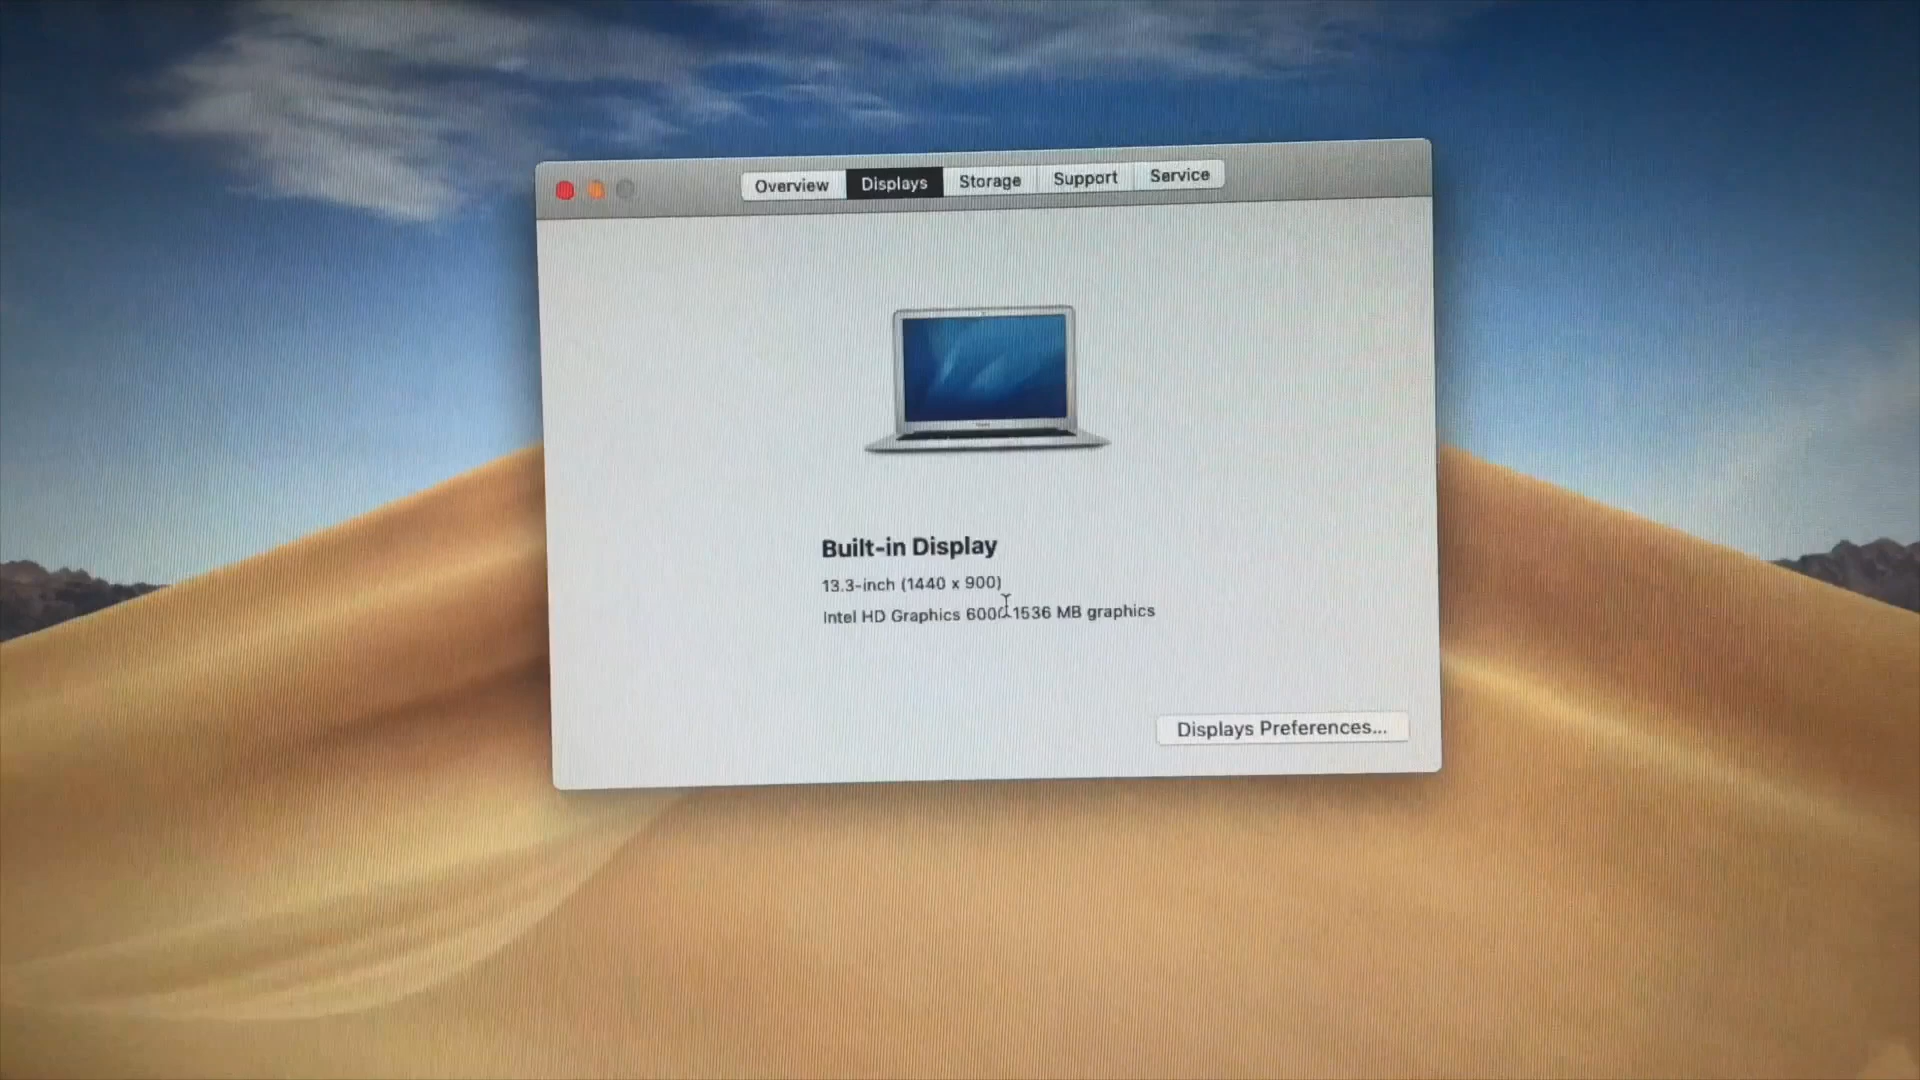 Overview Displays Storage Support Service
Built-in Display
13.3-inch (1440 x 900)
Intel HD Graphics 6000 1536 MB graphics
Displays Preferences...